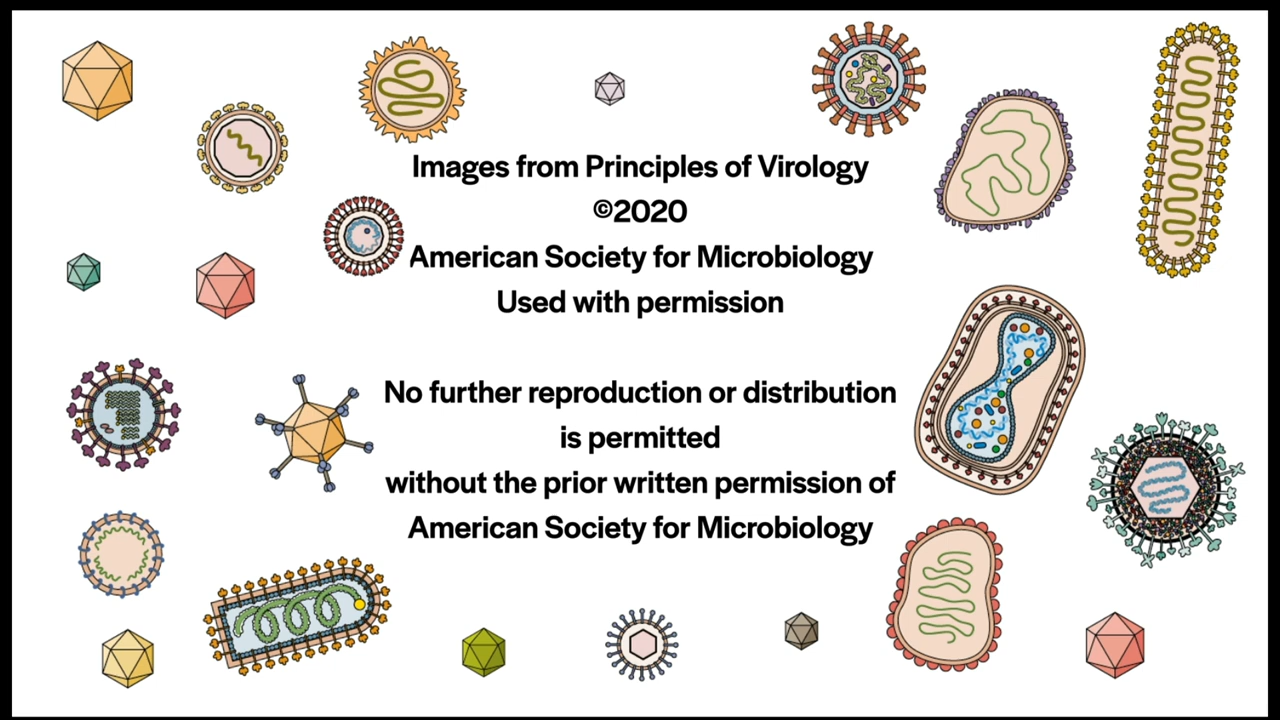 Images from Principles of Virology
©2020
American Society for Microbiology
Used with permission
No further reproduction or distribution
is permitted
without the prior written permission of
American Society for Microbiology